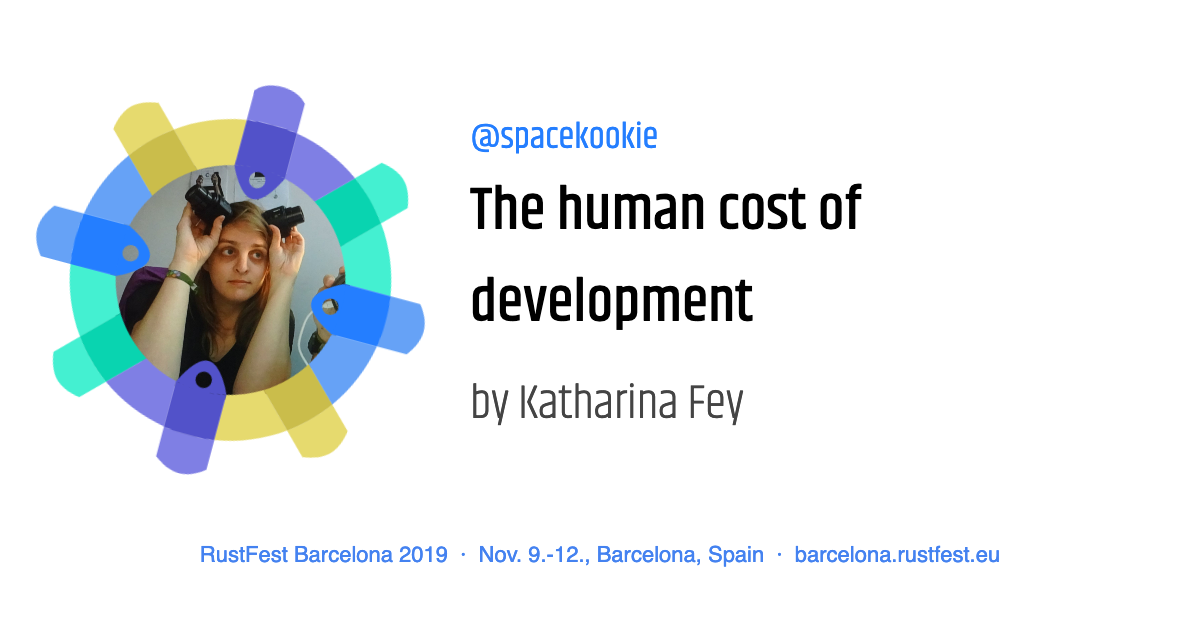 @spacekookie
The human cost of
development
by Katharina Fey
RustFest Barcelona 2019 · Nov. 9.-12., Barcelona, Spain · barcelona.rustfest.eu